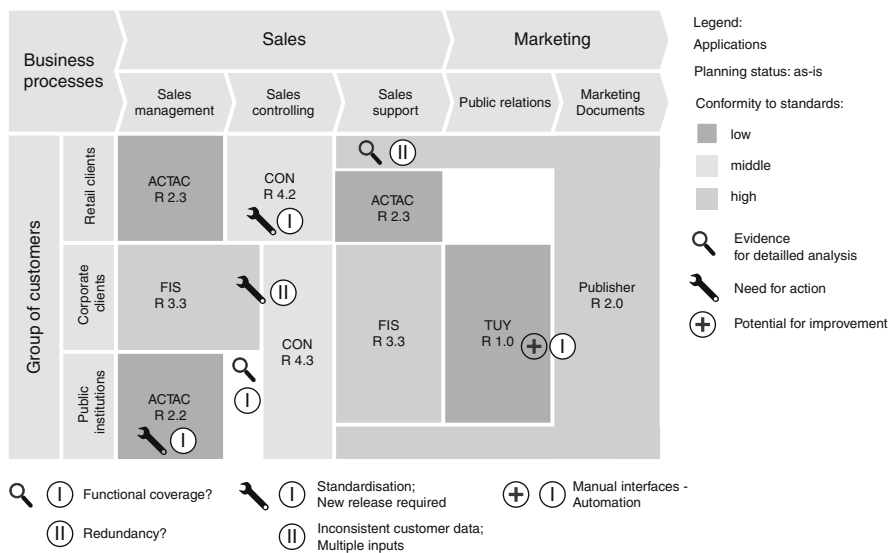 Business
processes
Sales
Marketing
Sales
management
Sales
controlling
Sales
support
Public relations
Marketing
Documents
Group of customers
Retail clients
Corporate
clients
Public
institutions
ACTAC
R 2.3
CON
R 4.2
I
II
ACTAC
R 2.3
FIS
R 3.3
II
CON
R 4.3
FIS
R 3.3
TUY
R 1.0
I
Publisher
R 2.0
ACTAC
R 2.2
I
I
Legend:
Applications
Planning status: as-is
Conformity to standards:
low
middle
high
Evidence
for detailled analysis
Need for action
Potential for improvement
I Functional coverage?
II Redundancy?
I Standardisation;
New release required
II Inconsistent customer data;
Multiple inputs
I Manual interfaces -
Automation